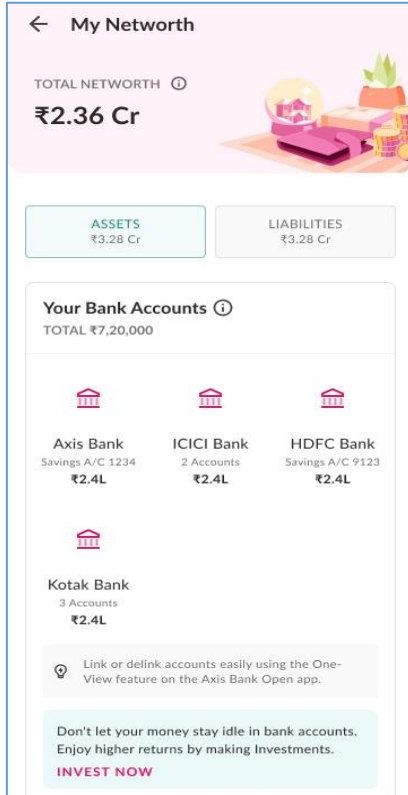 My Networth
TOTAL NETWORTH
₹2.36 Cr
ASSETS
₹3.28 Cr
LIABILITIES
₹3.28 Cr
Your Bank Accounts
TOTAL ₹7,20,000
Axis Bank
Savings A/C 1234
₹2.4L
ICICI Bank
2 Accounts
₹2.4L
HDFC Bank
Savings A/C 9123
₹2.4L
Kotak Bank
3 Accounts
₹2.4L
Link or delink accounts easily using the One-
View feature on the Axis Bank Open app.
Don't let your money stay idle in bank accounts.
Enjoy higher returns by making Investments.
INVEST NOW